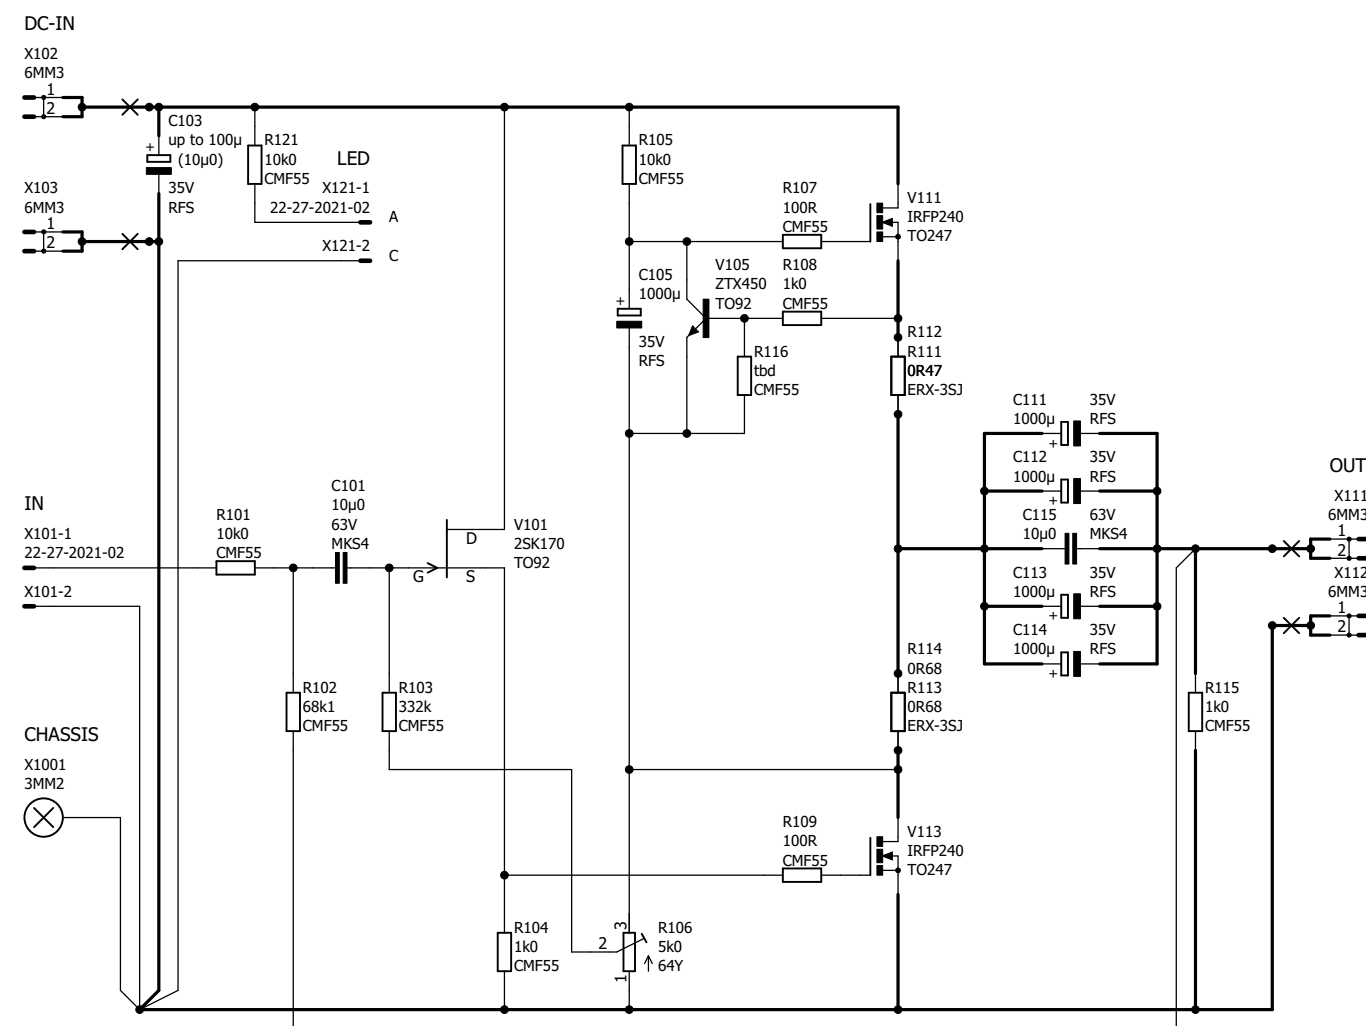 DC-IN
X102
6MM3
1
2
C103
up to 100µ
+
(10µ0)
35V
RFS
R121
10k0
CMF55
LED
X121-1
22-27-2021-02
A
X121-2
C
X103
6MM3
1
2
R105
10k0
CMF55
R107
100R
CMF55
V111
IRFP240
TO247
C105
1000µ
+
35V
RFS
V105
ZTX450
TO92
R108
1k0
CMF55
R116
tbd
CMF55
R112
R111
0R47
ERX-3SJ
C111
1000µ
+
35V
RFS
C112
1000µ
+
35V
RFS
C115
10µ0
63V
MKS4
C113
1000µ
+
35V
RFS
C114
1000µ
+
35V
RFS
OUT
X111
6MM3
1
2
X112
6MM3
1
2
IN
X101-1
22-27-2021-02
X101-2
R101
10k0
CMF55
C101
10µ0
63V
MKS4
D
G
S
V101
2SK170
TO92
R102
68k1
CMF55
R103
332k
CMF55
R114
0R68
R113
0R68
ERX-3SJ
R115
1k0
CMF55
CHASSIS
X1001
3MM2
R109
100R
CMF55
V113
IRFP240
TO247
R104
1k0
CMF55
3
2
1
R106
5k0
64Y